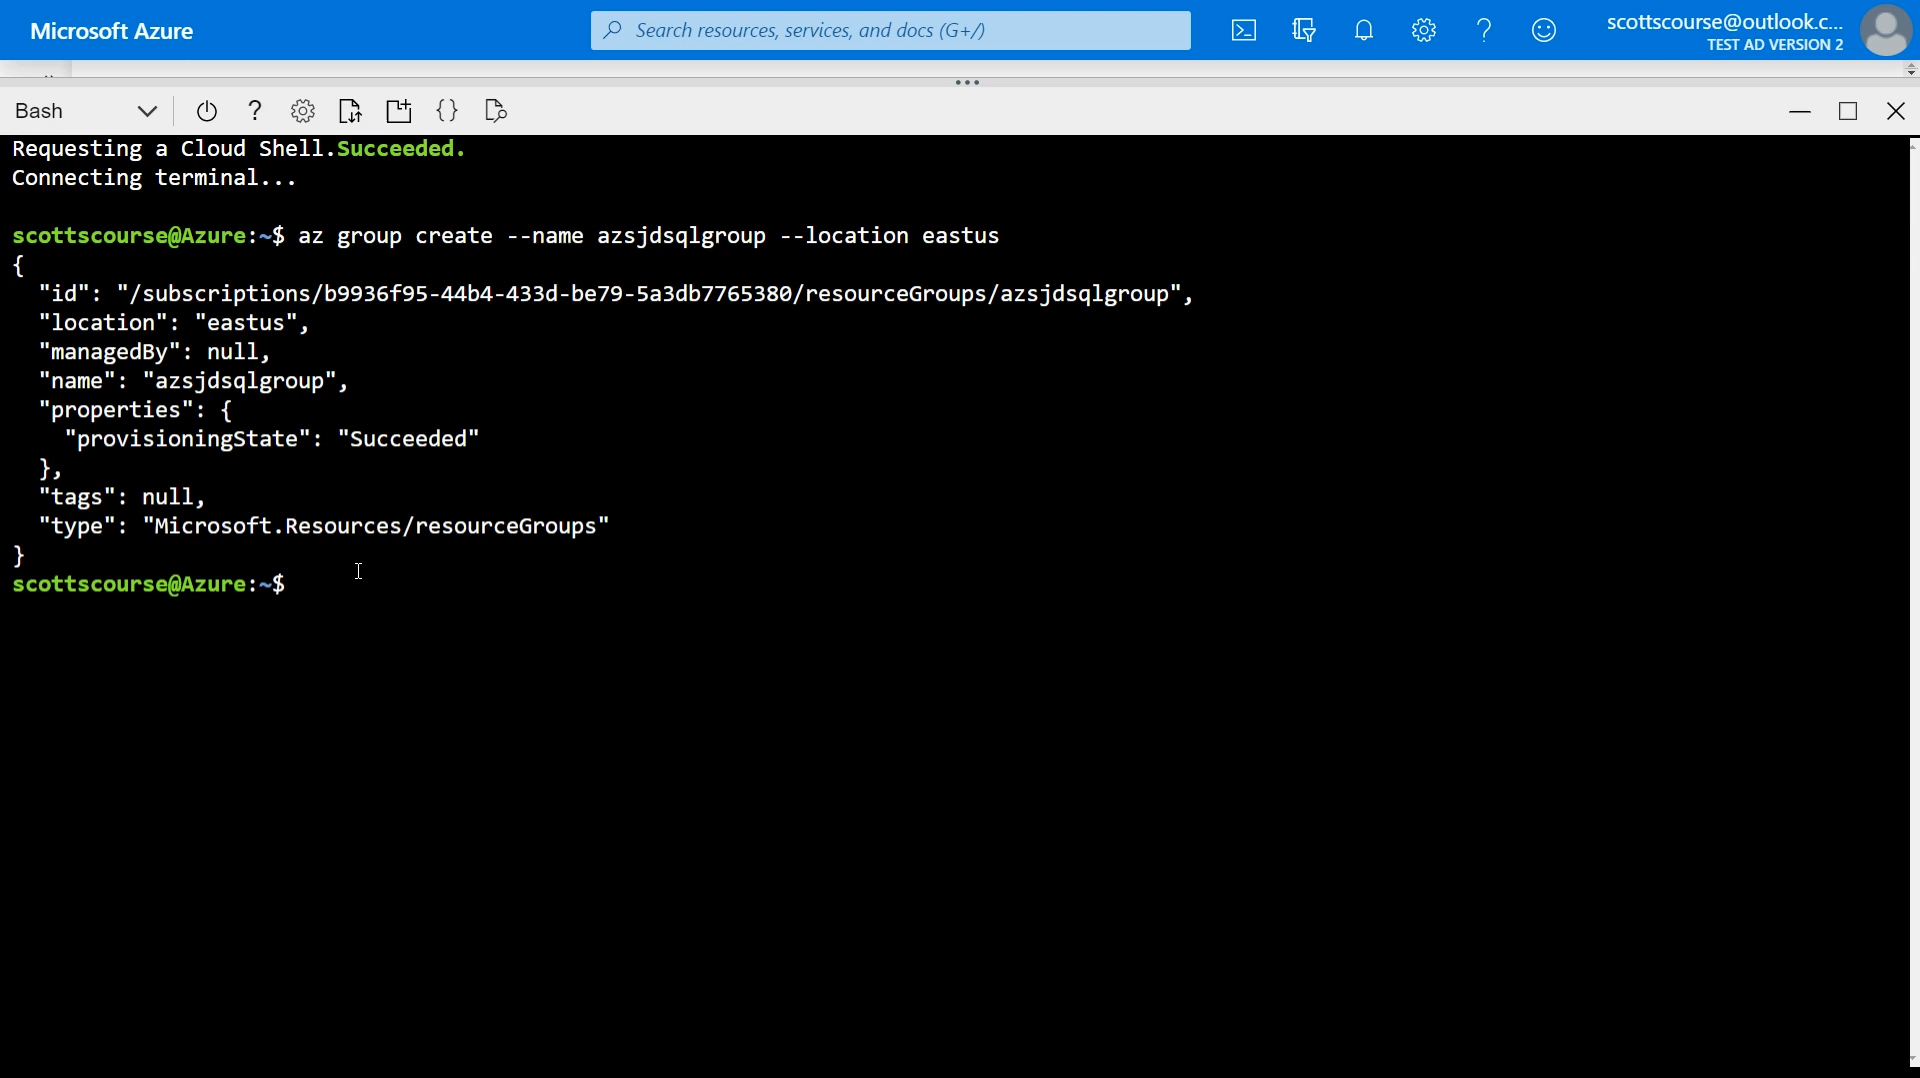 Microsoft Azure
Search resources, services, and docs (G+/)
scottscourse@outlook.c...
TEST AD VERSION 2
Bash
Requesting a Cloud Shell.Succeeded.
Connecting terminal...
scottscourse@Azure:~$ az group create --name azsjdsqlgroup --location eastus
{
  "id": "/subscriptions/b9936f95-44b4-433d-be79-5a3db7765380/resourceGroups/azsjdsqlgroup",
  "location": "eastus",
  "managedBy": null,
  "name": "azsjdsqlgroup",
  "properties": {
    "provisioningState": "Succeeded"
  },
  "tags": null,
  "type": "Microsoft.Resources/resourceGroups"
}
scottscourse@Azure:~$